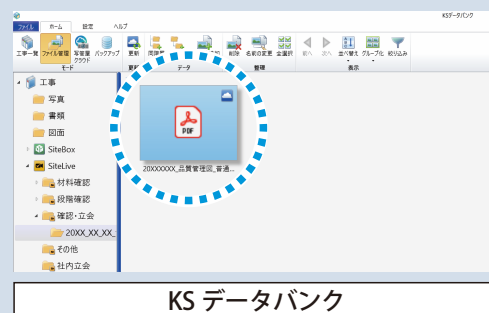 KSデータバンク
ファイル ホーム 設定 ヘルプ
工事一覧 ファイル管理 写管屋クラウド バックアップ 更新 削除 名前の変更 全選択 前へ 次へ 並べ替え グループ化 絞り込み
モード 更新 データ 整理 表示
工事
写真
書類
図面
SiteBox
SiteLive
材料確認
段階確認
確認・立会
20XX_XX_XX_
その他
社内立会
PDF
20XXXXXX_品質管理図_普通...
KS データバンク